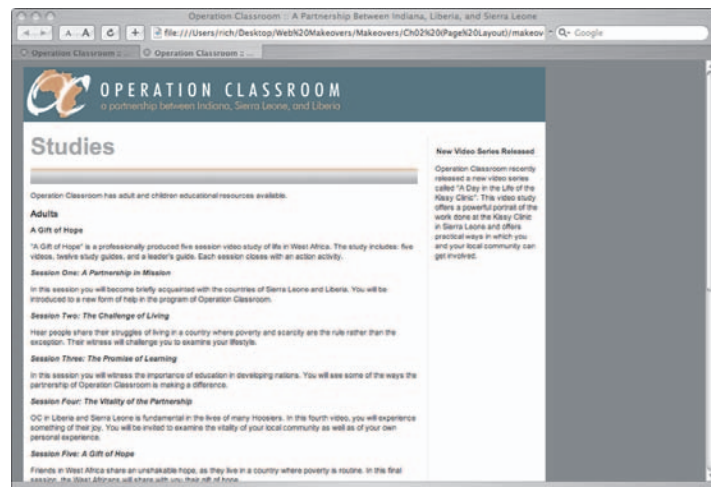 Operation Classroom :: A Partnership Between Indiana, Liberia, and Sierra Leone
A A C + file:///Users/rich/Desktop/Web%20Makeovers/Makeovers/Ch02%20(Page%20Layout)/makeov Q- Google
Operation Classroom :: ... Operation Classroom :: ...
OC OPERATION CLASSROOM
a partnership between Indiana, Sierra Leone, and Liberia
Studies
Operation Classroom has adult and children educational resources available.
Adults
A Gift of Hope
"A Gift of Hope" is a professionally produced five session video study of life in West Africa. The study includes: five
videos, twelve study guides, and a leader's guide. Each session closes with an action activity.
Session One: A Partnership in Mission
In this session you will become briefly acquainted with the countries of Sierra Leone and Liberia. You will be
introduced to a new form of help in the program of Operation Classroom.
Session Two: The Challenge of Living
Hear people share their struggles of living in a country where poverty and scarcity are the rule rather than the
exception. Their witness will challenge you to examine your lifestyle.
Session Three: The Promise of Learning
In this session you will witness the importance of education in developing nations. You will see some of the ways the
partnership of Operation Classroom is making a difference.
Session Four: The Vitality of the Partnership
OC in Liberia and Sierra Leone is fundamental in the lives of many Hoosiers. In this fourth video, you will experience
something of their joy. You will be invited to examine the vitality of your local community as well as of your own
personal experience.
Session Five: A Gift of Hope
Friends in West Africa share an unshakable hope, as they live in a country where poverty is routine. In this final
session, the West Africans will share with you their gift of hope.
New Video Series Released
Operation Classroom recently
released a new video series
called "A Day in the Life of the
Kissy Clinic". This video study
offers a powerful portrait of the
work done at the Kissy Clinic
in Sierra Leone and offers
practical ways in which you
and your local community can
get involved.